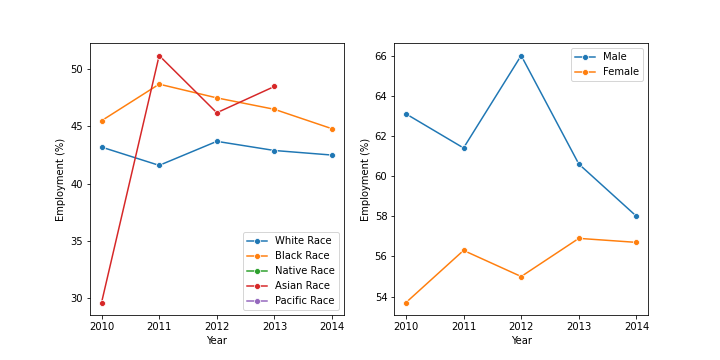 50
45
40
35
30
Employment (%)
2010 2011 2012 2013 2014
Year
White Race
Black Race
Native Race
Asian Race
Pacific Race
66
64
62
60
58
56
54
Employment (%)
2010 2011 2012 2013 2014
Year
Male
Female